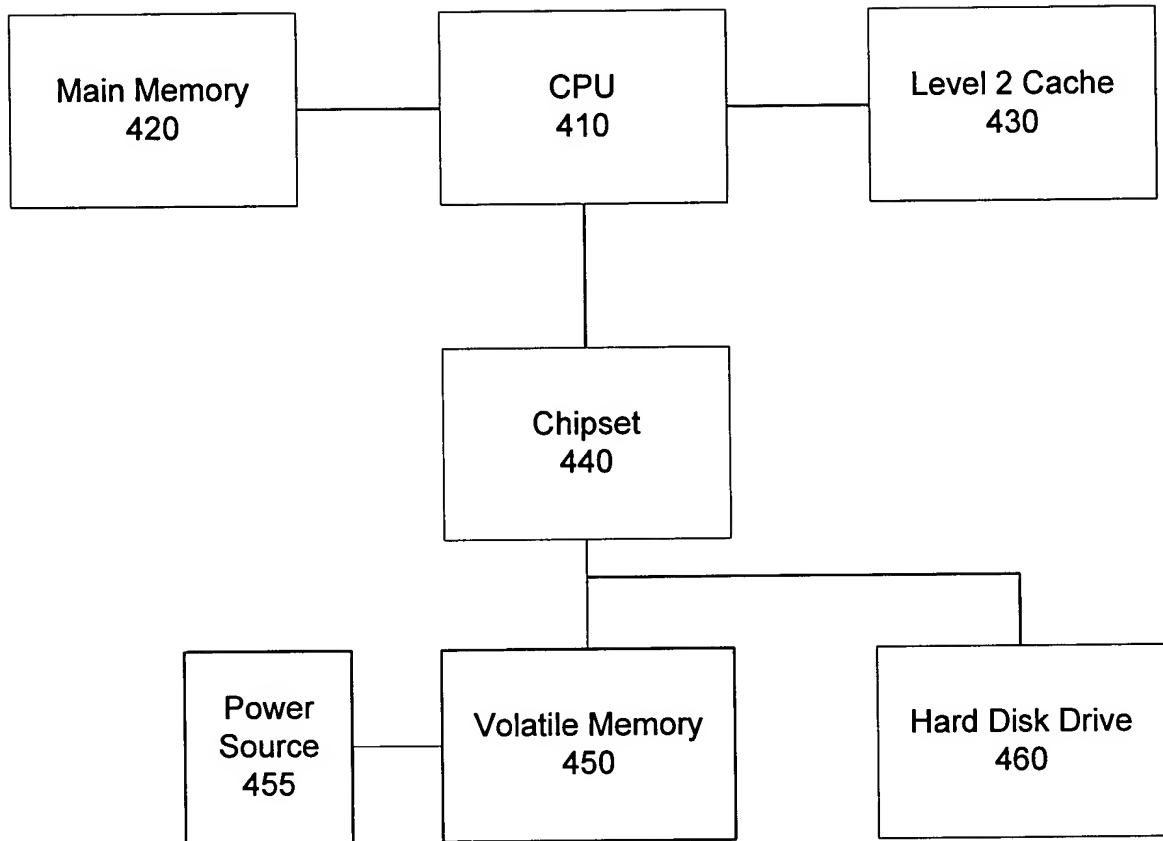 Main Memory
420
CPU
410
Level 2 Cache
430
Chipset
440
Power
Source
455
Volatile Memory
450
Hard Disk Drive
460